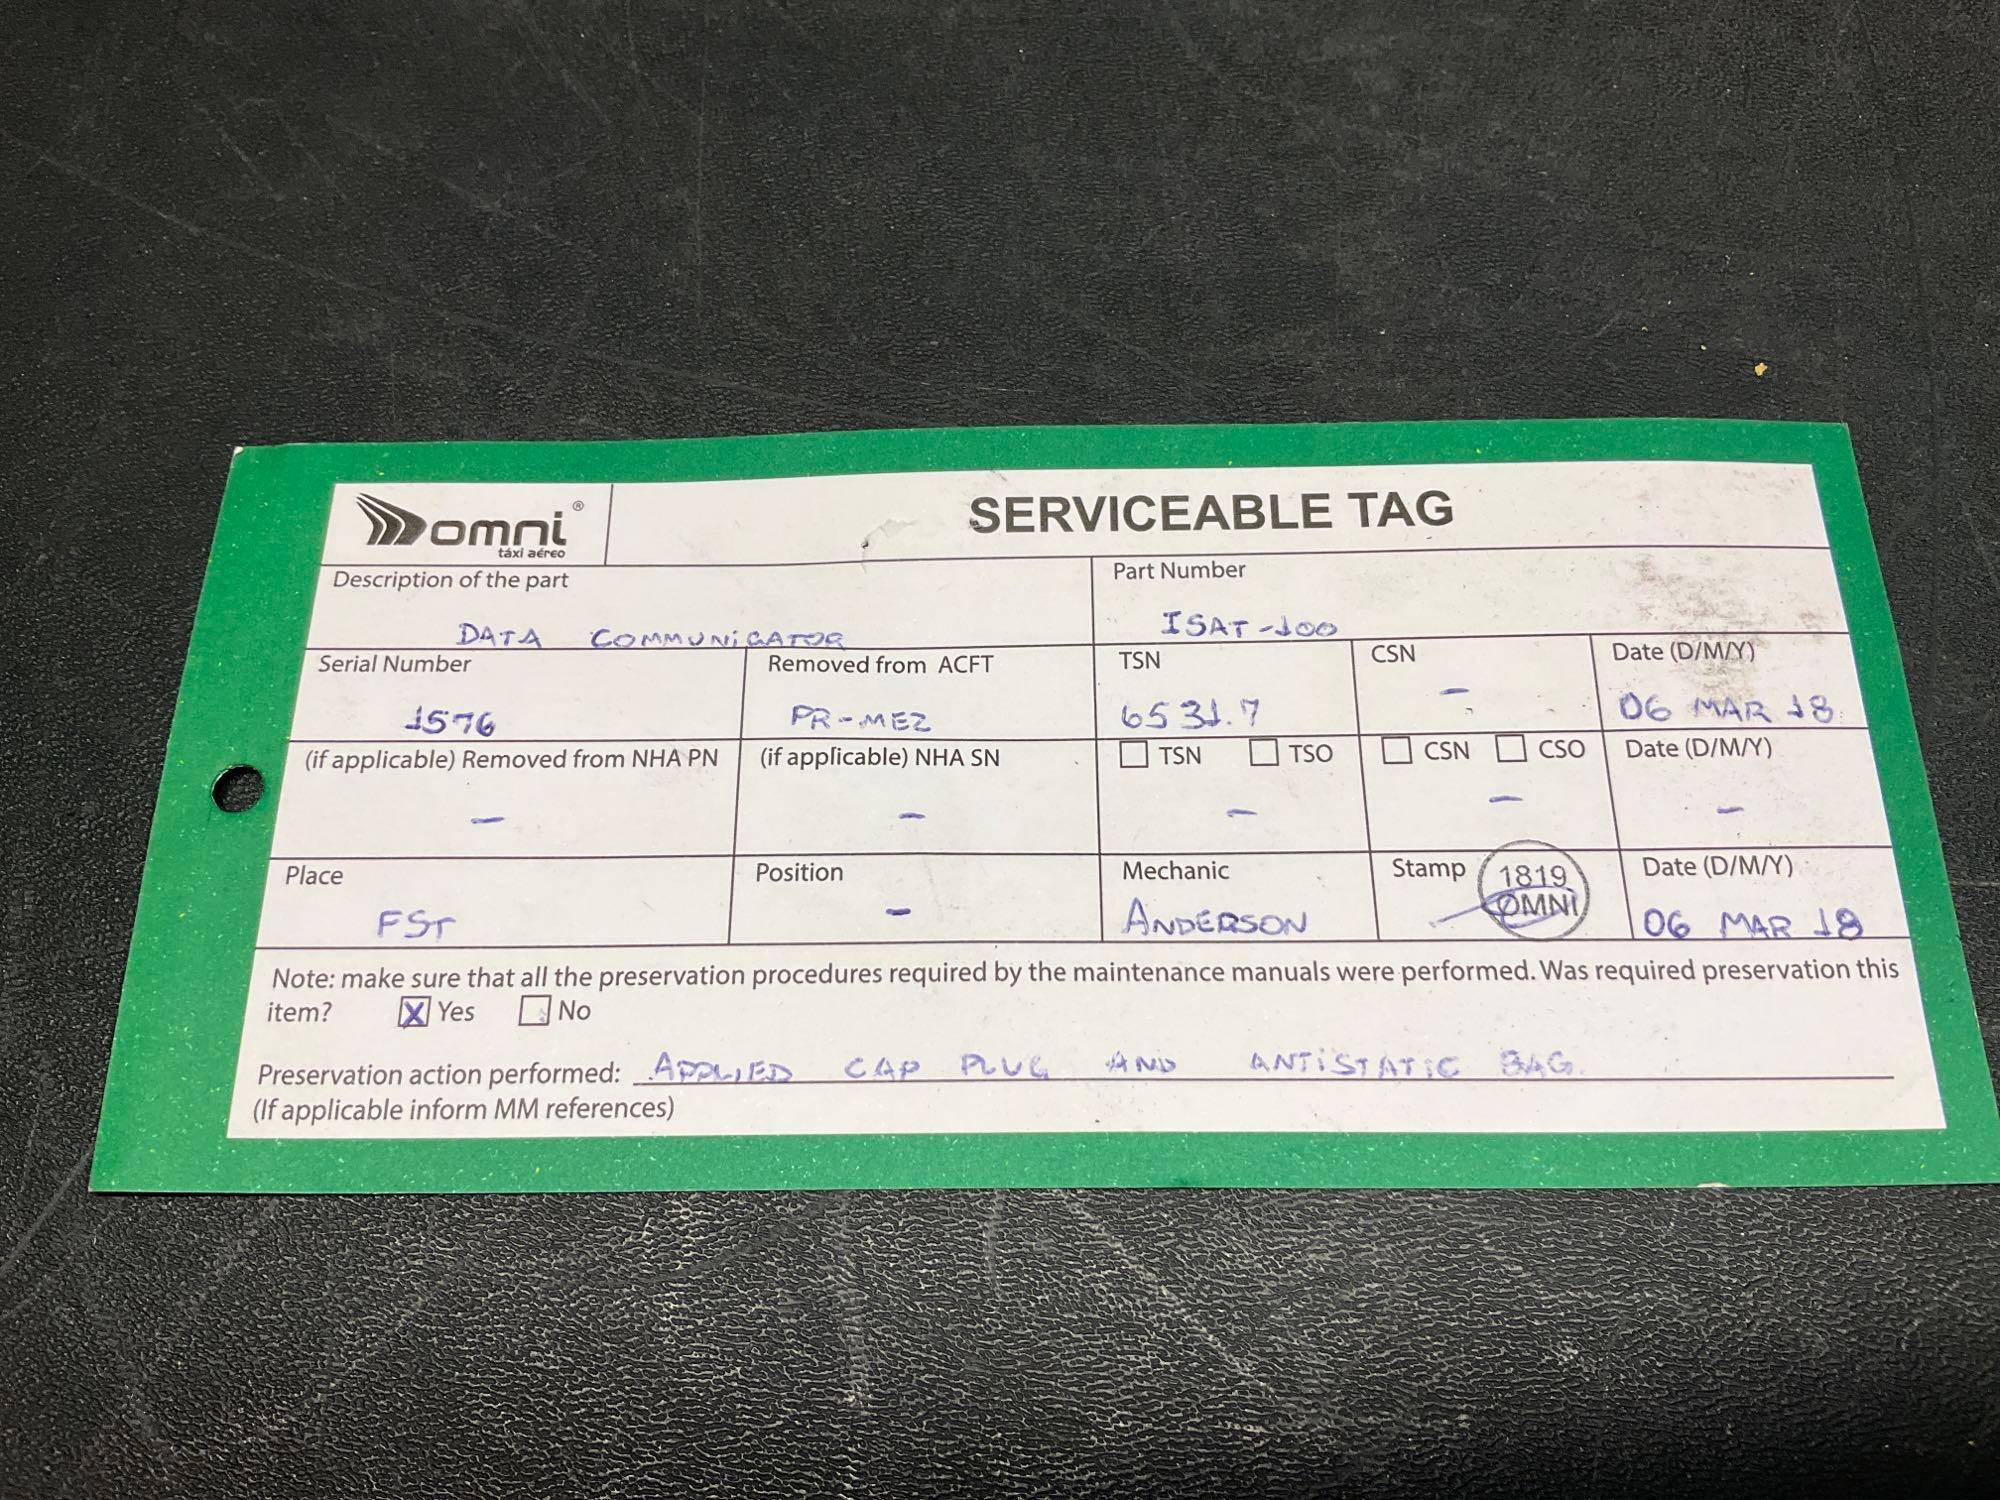 omni®
táxi aéreo
SERVICEABLE TAG
Description of the part
DATA COMMUNICATOR
Part Number
ISAT-100
Serial Number
1576
Removed from ACFT
PR-MEZ
TSN
6531.7
CSN
-
Date (D/M/Y)
06 MAR 18
(if applicable) Removed from NHA PN
-
(if applicable) NHA SN
-
☐ TSN ☐ TSO
-
☐ CSN ☐ CSO
-
Date (D/M/Y)
-
Place
FST
Position
-
Mechanic
ANDERSON
Stamp
1819
OMNI
Date (D/M/Y)
06 MAR 18
Note: make sure that all the preservation procedures required by the maintenance manuals were performed. Was required preservation this
item? ☒ Yes ☐ No
Preservation action performed: APPLIED CAP PLUG AND ANTISTATIC BAG.
(If applicable inform MM references)